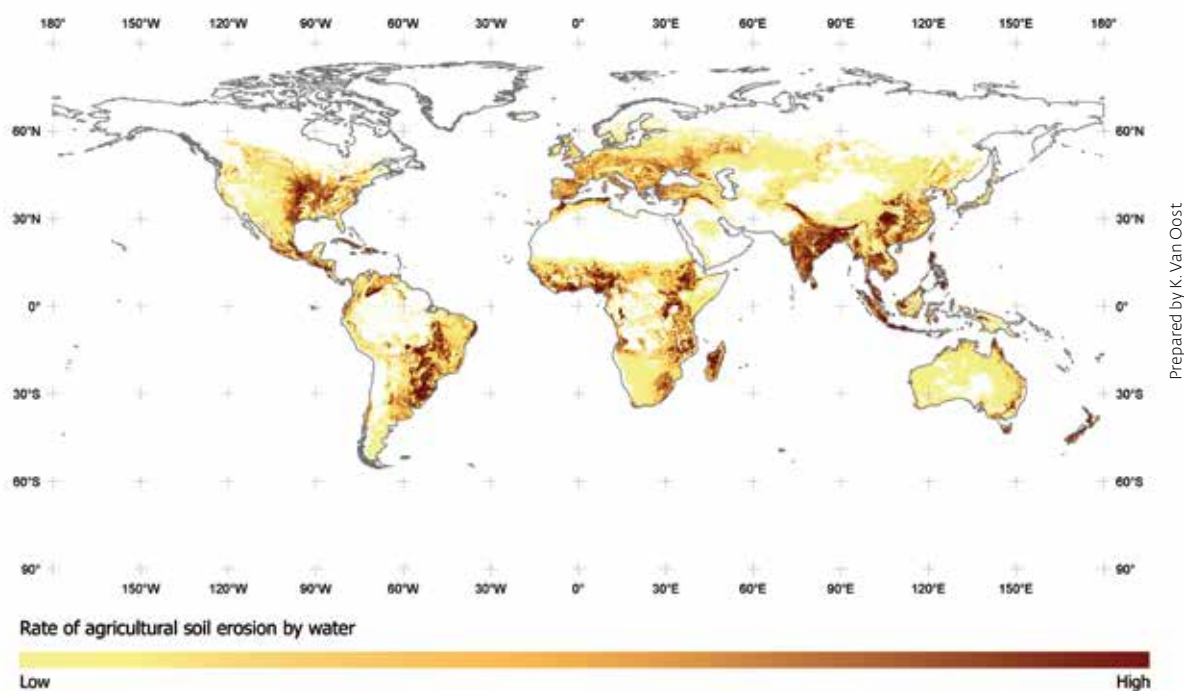 180° 150°W 120°W 90°W 60°W 30°W 0° 30°E 60°E 90°E 120°E 150°E 180°
60°N 60°N
30°N 30°N
0° 0°
30°S 30°S
60°S 60°S
90° 90°
150°W 120°W 90°W 60°W 30°W 0° 30°E 60°E 90°E 120°E 150°E
Prepared by K. Van Oost
Rate of agricultural soil erosion by water
Low High